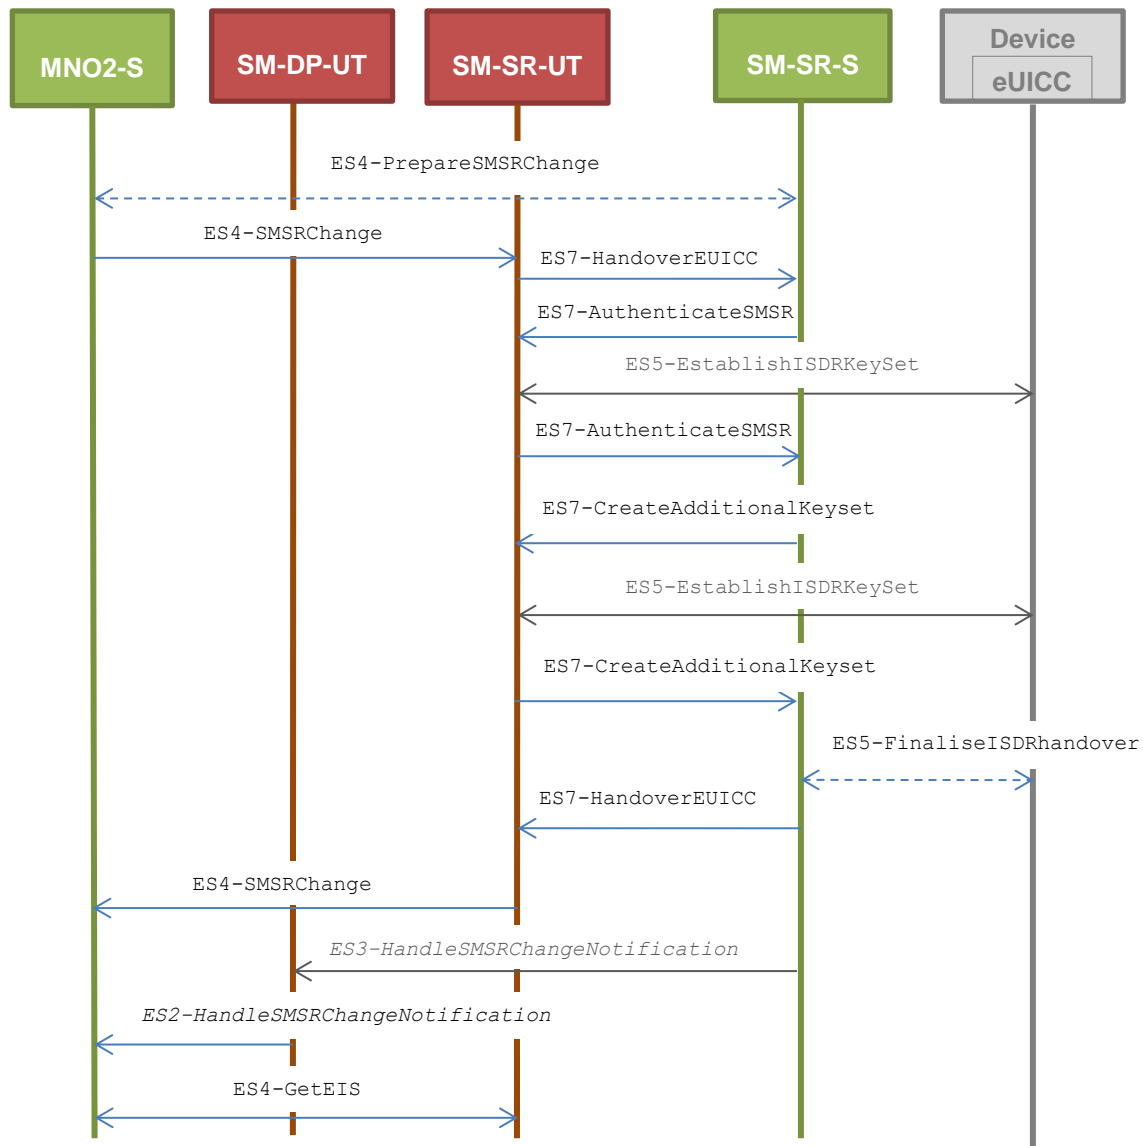 MNO2-S
SM-DP-UT
SM-SR-UT
SM-SR-S
Device
eUICC
ES4-PrepareSMSRChange
ES4-SMSRChange
ES7-HandoverEUICC
ES7-AuthenticateSMSR
ES5-EstablishISDRKeySet
ES7-AuthenticateSMSR
ES7-CreateAdditionalKeyset
ES5-EstablishISDRKeySet
ES7-CreateAdditionalKeyset
ES5-FinaliseISDRhandover
ES7-HandoverEUICC
ES4-SMSRChange
ES3-HandleSMSRChangeNotification
ES2-HandleSMSRChangeNotification
ES4-GetEIS